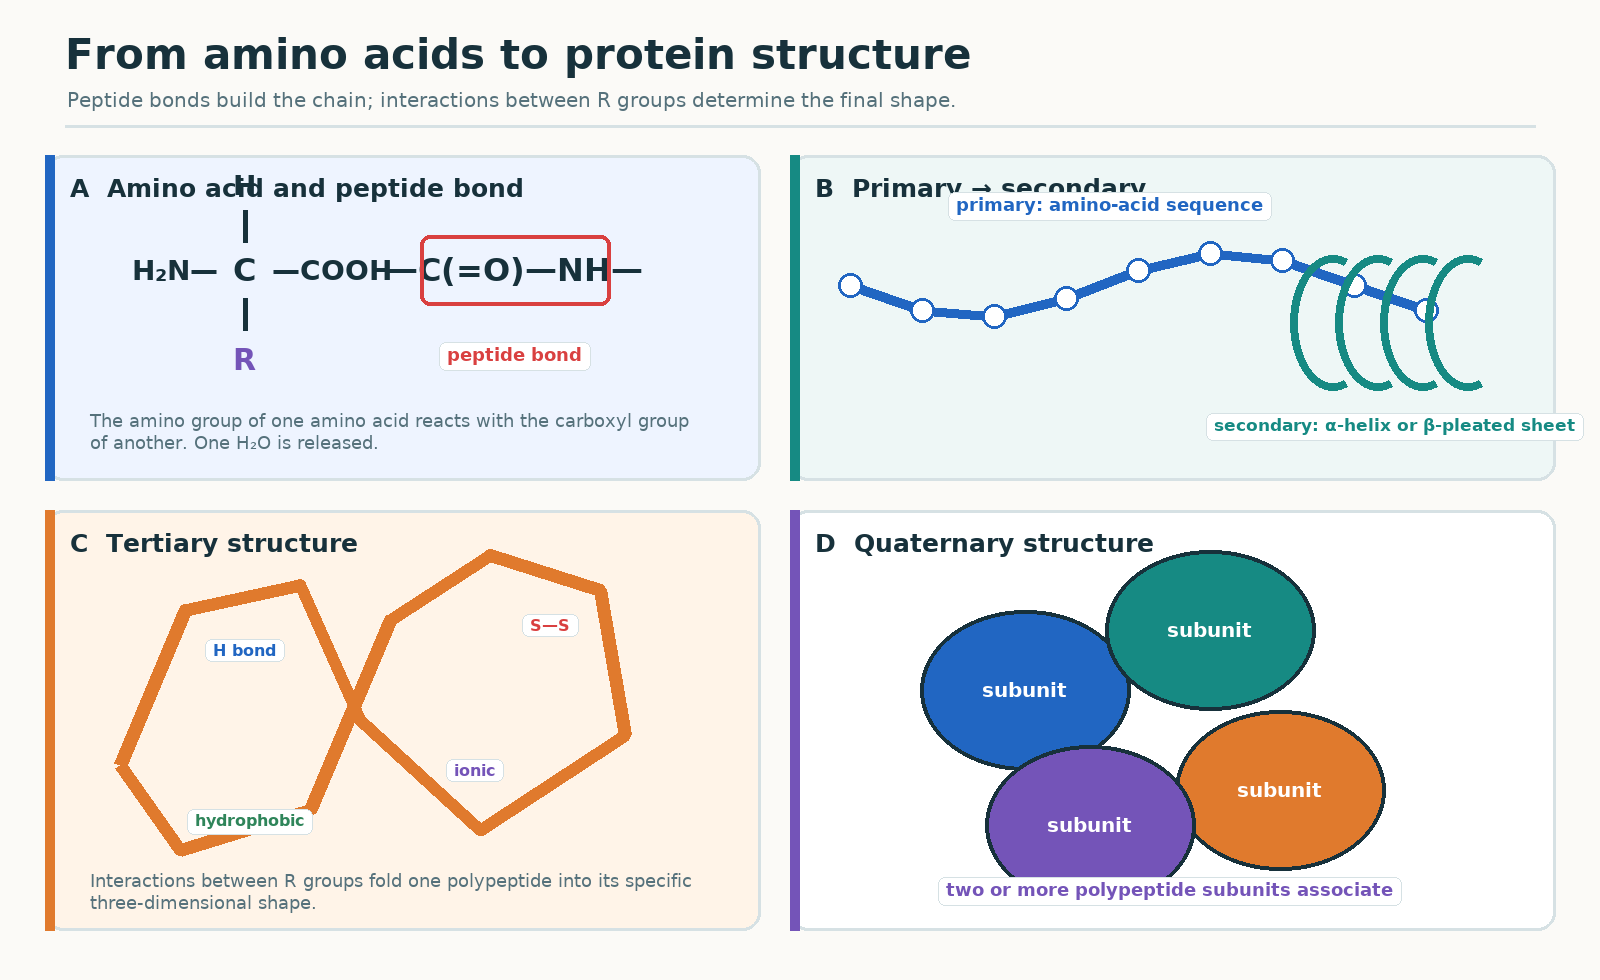 From amino acids to protein structure
Peptide bonds build the chain; interactions between R groups determine the final shape.
A Amino acid and peptide bond
H
H₂N— C —COOH
—C(=O)—NH—
R
peptide bond
The amino group of one amino acid reacts with the carboxyl group
of another. One H₂O is released.
B Primary → secondary
primary: amino-acid sequence
secondary: α-helix or β-pleated sheet
C Tertiary structure
H bond
S—S
ionic
hydrophobic
Interactions between R groups fold one polypeptide into its specific
three-dimensional shape.
D Quaternary structure
subunit
subunit
subunit
subunit
two or more polypeptide subunits associate